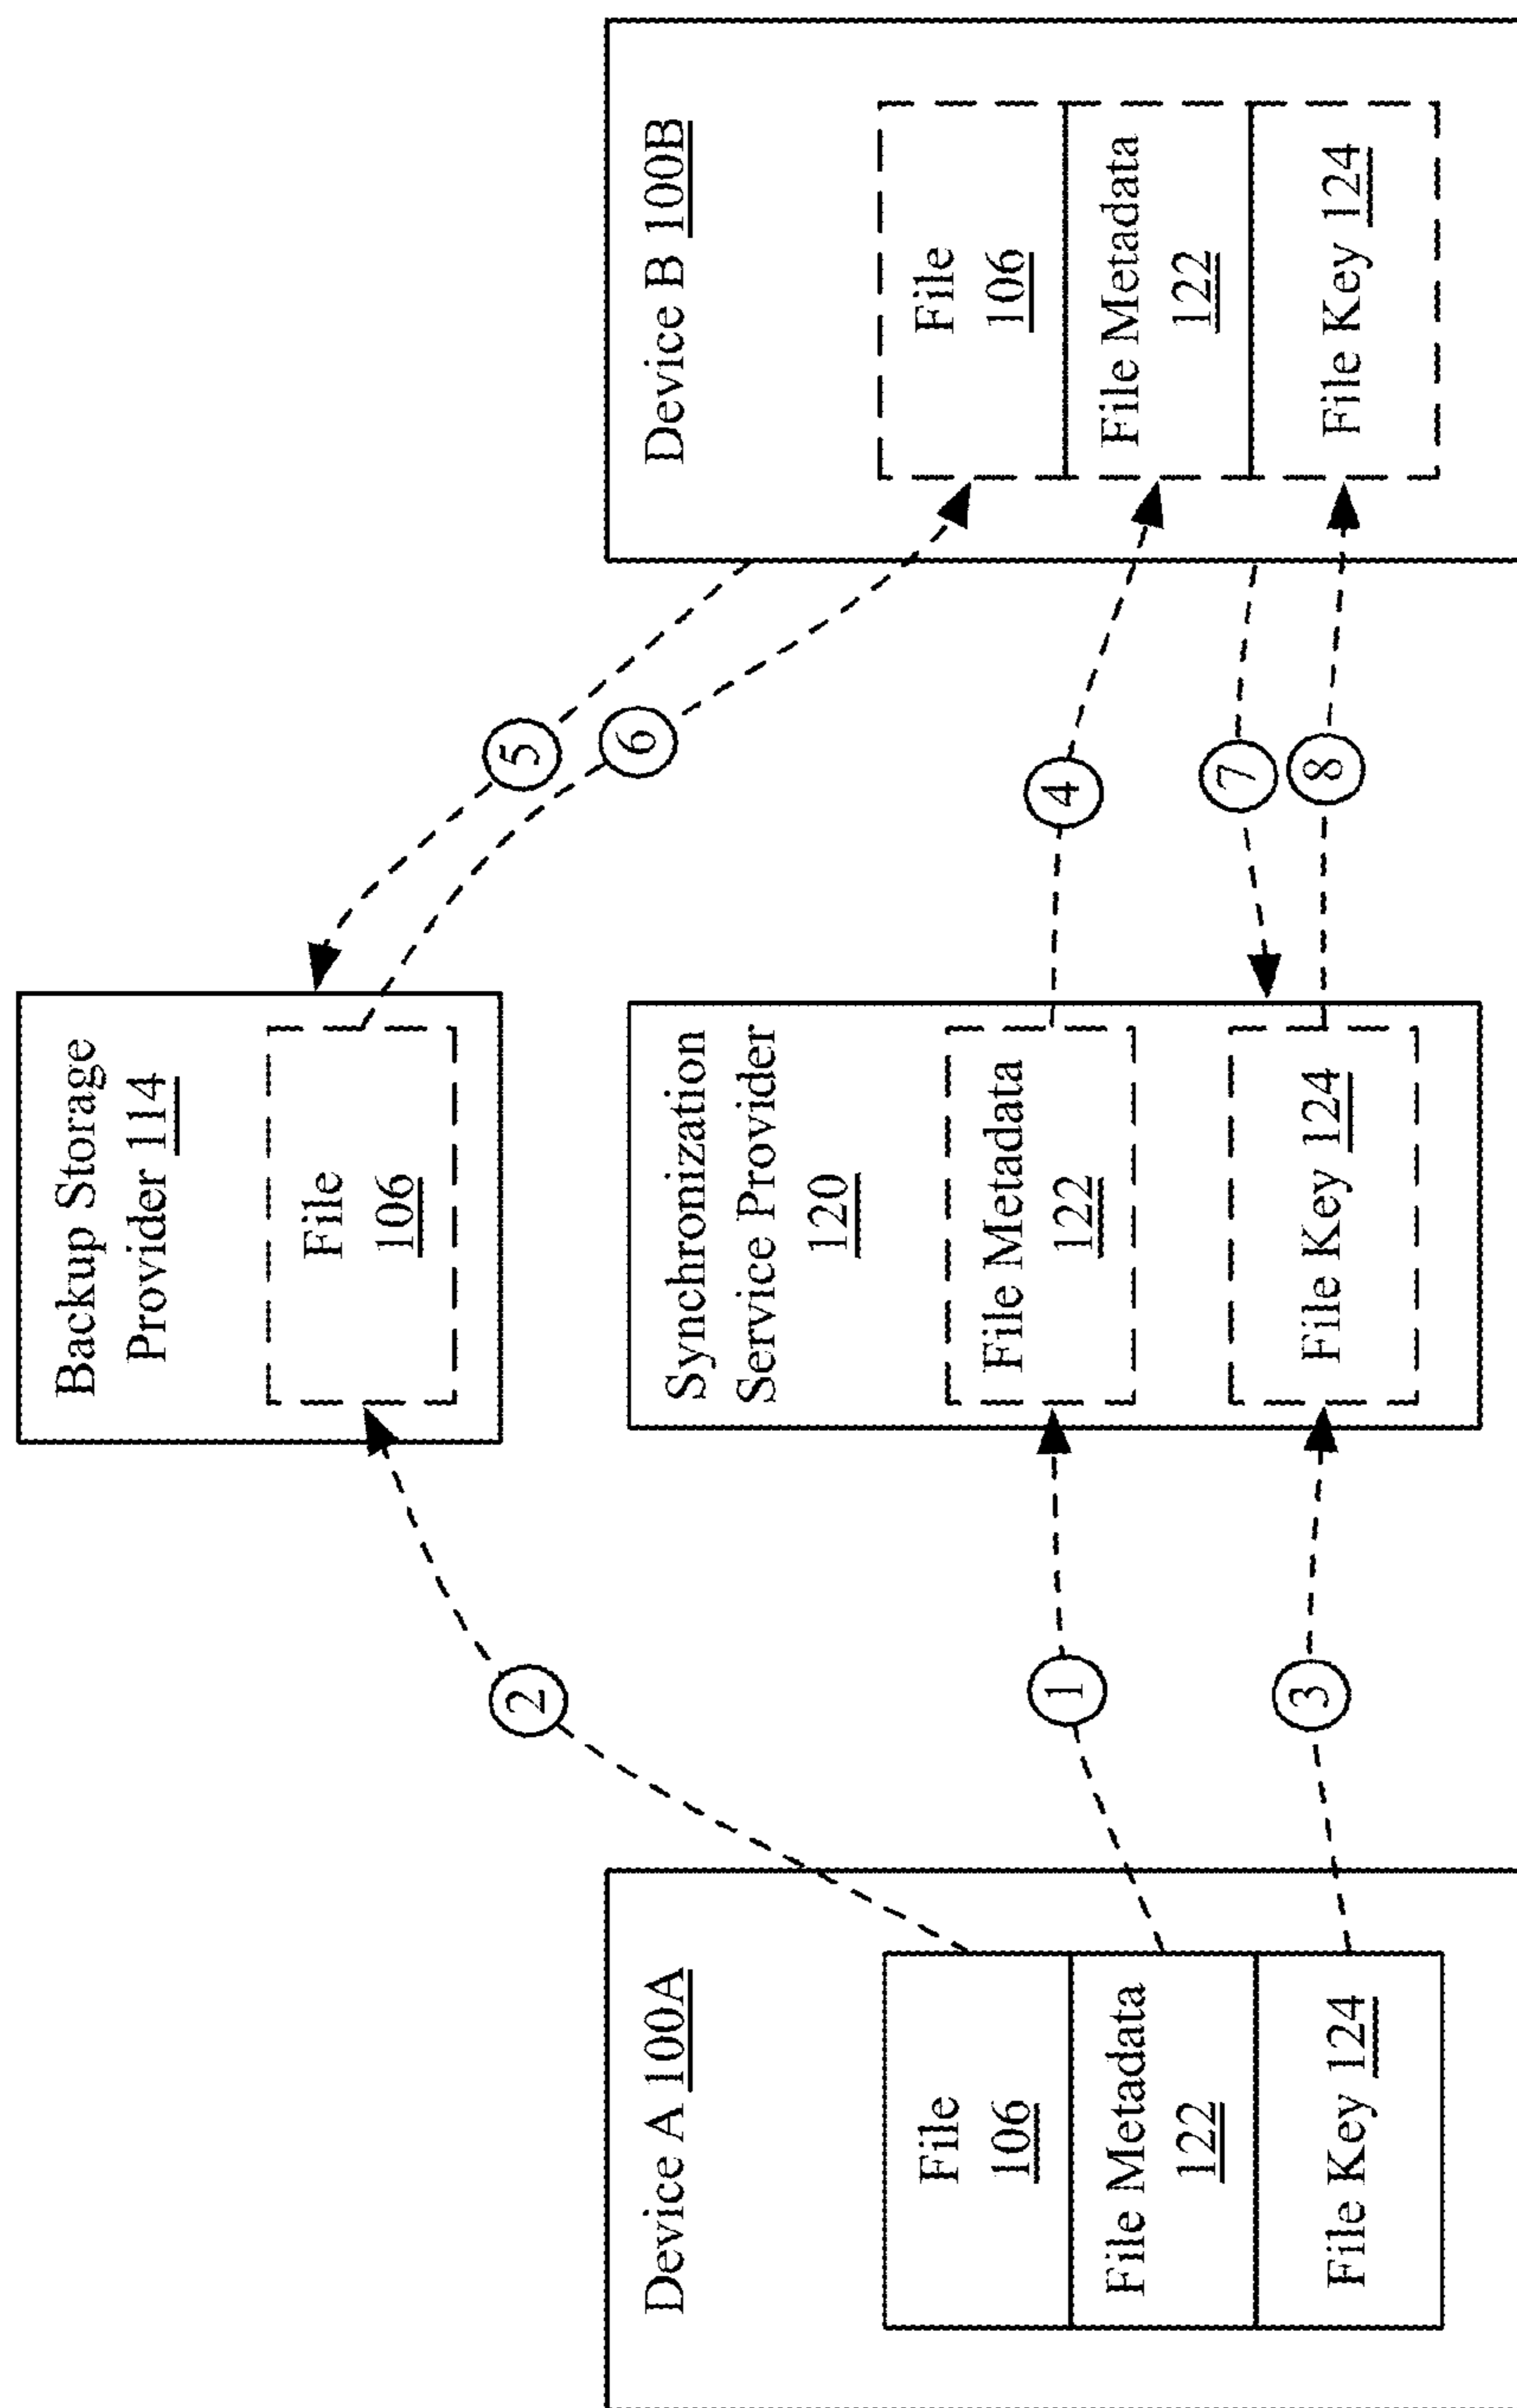 Backup Storage
Provider 114
File
106
Device A 100A
File
106
File Metadata
122
File Key 124
Synchronization
Service Provider
120
File Metadata
122
File Key 124
Device B 100B
File
106
File Metadata
122
File Key 124
2
1
3
5
6
4
7
8